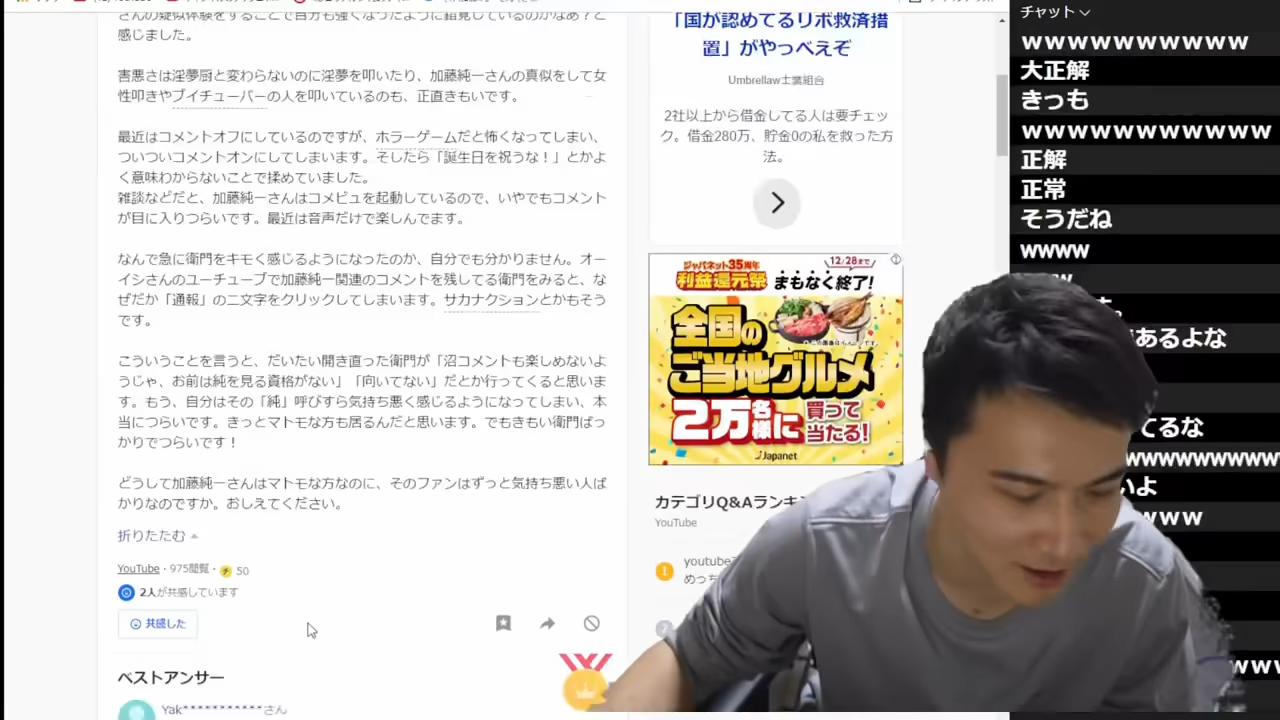 さんの疑似体験をすることで自分も強くなったように錯覚しているのかなあ？と
感じました。
害悪さは淫夢厨と変わらないのに淫夢を叩いたり、加藤純一さんの真似をして女
性叩きやブイチューバーの人を叩いているのも、正直きもいです。
最近はコメントオフにしているのですが、ホラーゲームだと怖くなってしまい、
ついついコメントオンにしてしまいます。そしたら「誕生日を祝うな！」とかよ
く意味わからないことで揉めていました。
雑談などだと、加藤純一さんはコメビュを起動しているので、いやでもコメント
が目に入りつらいです。最近は音声だけで楽しんでます。
なんで急に衛門をキモく感じるようになったのか、自分でも分かりません。オー
イシさんのユーチューブで加藤純一関連のコメントを残してる衛門をみると、な
ぜだか「通報」の二文字をクリックしてしまいます。サカナクションとかもそう
です。
こういうことを言うと、だいたい開き直った衛門が「沼コメントも楽しめないよ
うじゃ、お前は純を見る資格がない」「向いてない」だとか行ってくると思いま
す。もう、自分はその「純」呼びすら気持ち悪く感じるようになってしまい、本
当につらいです。きっとマトモな方も居るんだと思います。でもきもい衛門ばっ
かりでつらいです！
どうして加藤純一さんはマトモな方なのに、そのファンはずっと気持ち悪い人ば
かりなのですか。おしえてください。
折りたたむ
YouTube・975閲覧・ 50
2人が共感しています
共感した
ベストアンサー
Yak***********さん
「国が認めてるリボ救済措
置」がやっべえぞ
Umbrellaw士業組合
2社以上から借金してる人は要チェッ
ク。借金280万、貯金0の私を救った方
法。
ジャパネット35周年
利益還元祭
12/28まで
まもなく終了!
全国の
ご当地グルメ
2万名様に
買って
当たる!
Japanet
カテゴリQ&Aランキン
YouTube
1
youtube
めっち
チャット
wwwwwwwwww
大正解
きっも
wwwwwwwwwww
正解
正常
そうだね
wwww
w
あるよな
てるな
wwwwwwwwww
いよ
www
www